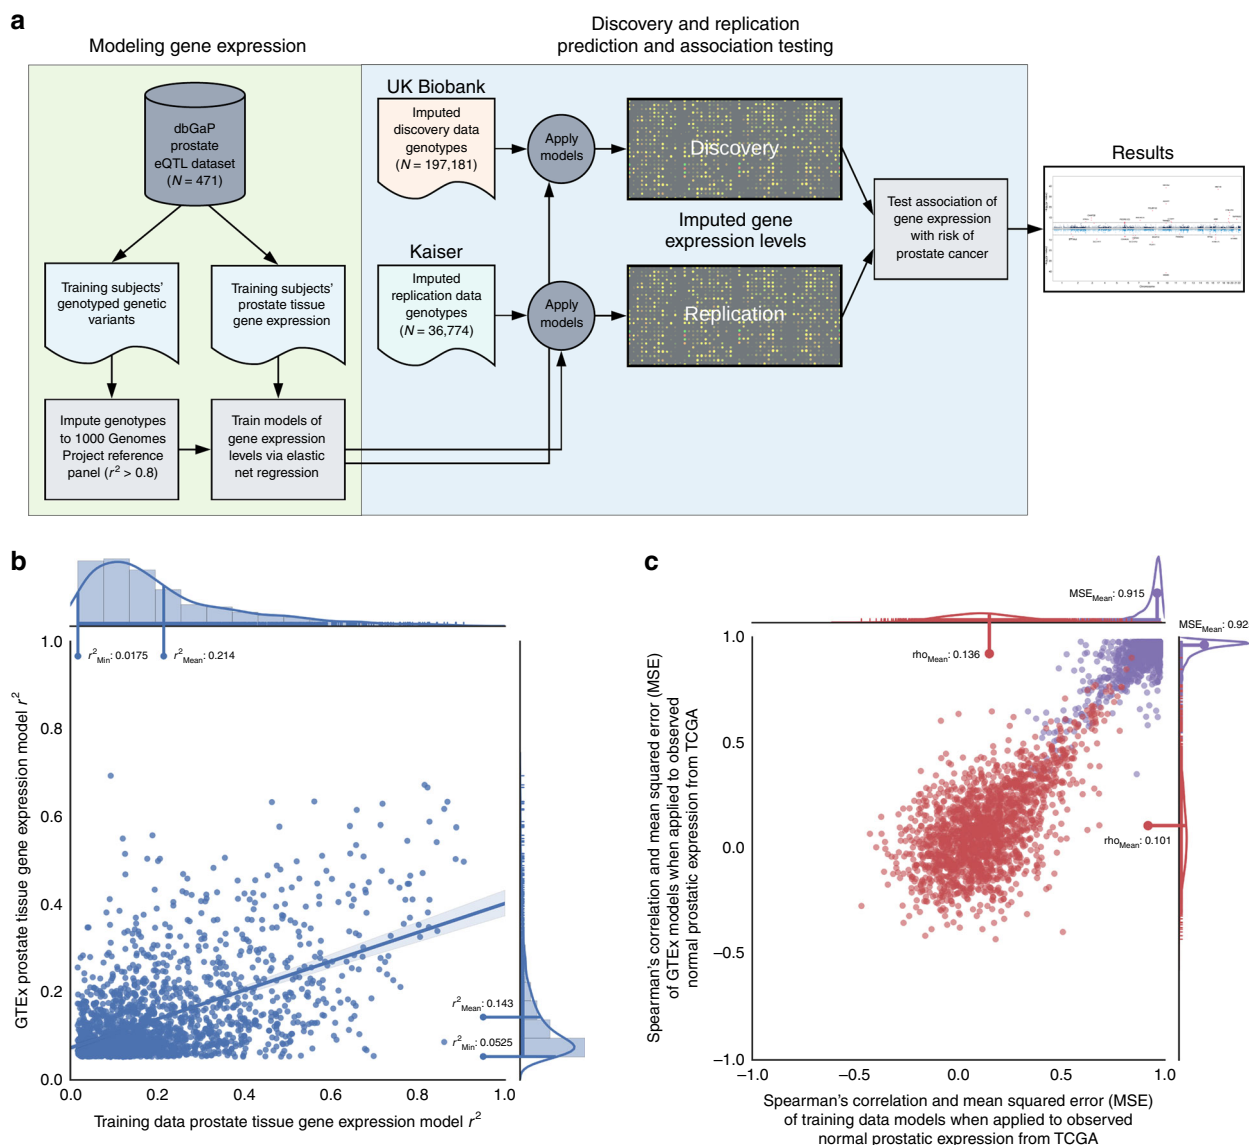 a
Modeling gene expression
Discovery and replication
prediction and association testing
dbGaP
prostate
eQTL dataset
(N = 471)
Training subjects'
genotyped genetic
variants
Training subjects'
prostate tissue
gene expression
Impute genotypes
to 1000 Genomes
Project reference
panel (r² > 0.8)
Train models of
gene expression
levels via elastic
net regression
UK Biobank
Imputed
discovery data
genotypes
(N = 197,181)
Apply
models
Discovery
Kaiser
Imputed
replication data
genotypes
(N = 36,774)
Apply
models
Imputed gene
expression levels
Replication
Test association of
gene expression
with risk of
prostate cancer
Results
b
r²Min: 0.0175
r²Mean: 0.214
1.0
0.8
0.6
0.4
0.2
0.0
GTEx prostate tissue gene expression model r²
r²Mean: 0.143
r²Min: 0.0525
0.0
0.2
0.4
0.6
0.8
1.0
Training data prostate tissue gene expression model r²
c
MSEMean: 0.915
MSEMean: 0.92
rhoMean: 0.136
rhoMean: 0.101
1.0
0.5
0.0
−0.5
−1.0
Spearman's correlation and mean squared error (MSE)
of GTEx models when applied to observed
normal prostatic expression from TCGA
−1.0
−0.5
0.0
0.5
1.0
Spearman's correlation and mean squared error (MSE)
of training data models when applied to observed
normal prostatic expression from TCGA